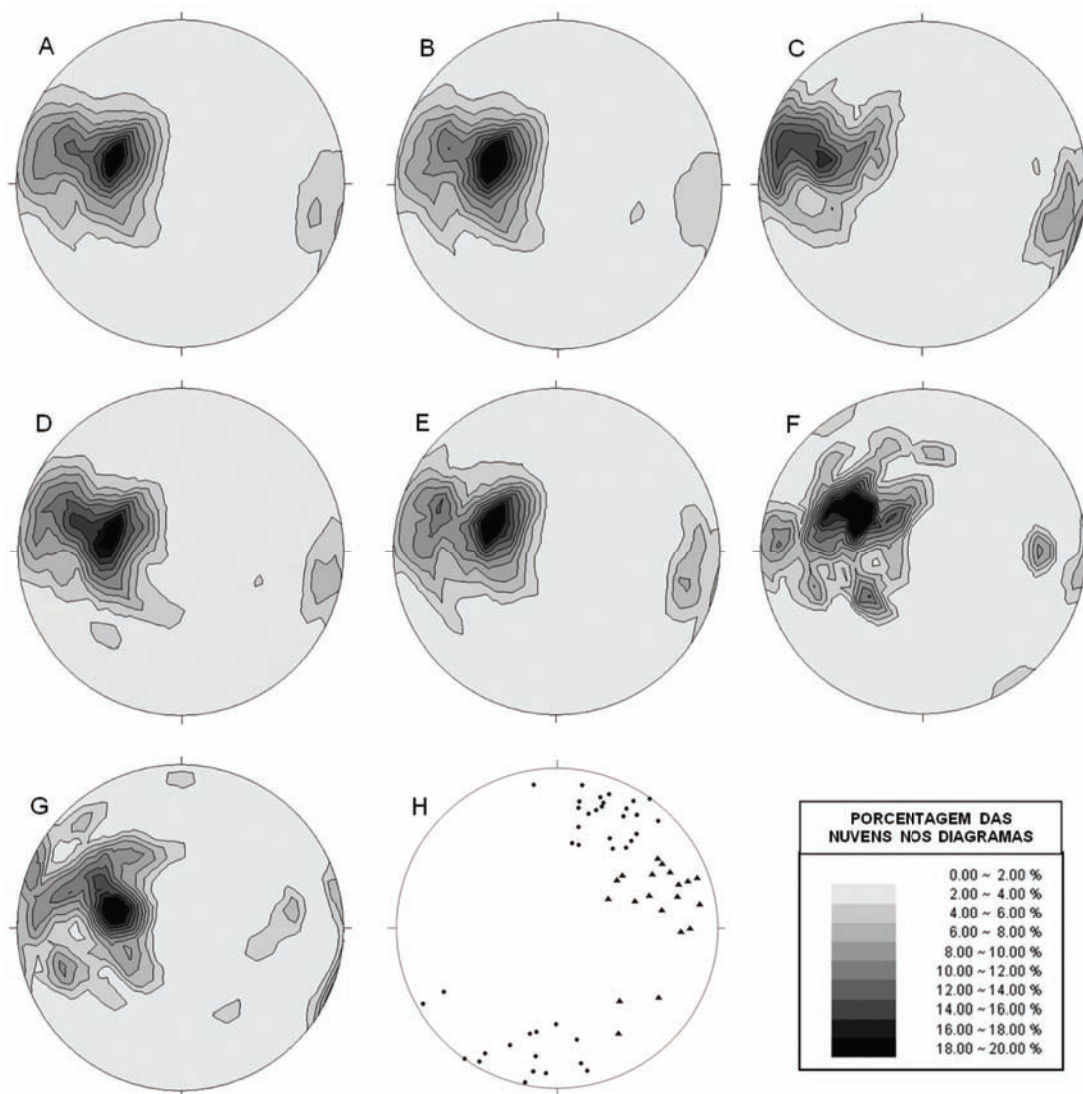 A
B
C
D
E
F
G
H
PORCENTAGEM DAS
NUVENS NOS DIAGRAMAS
0.00 ~ 2.00 %
2.00 ~ 4.00 %
4.00 ~ 6.00 %
6.00 ~ 8.00 %
8.00 ~ 10.00 %
10.00 ~ 12.00 %
12.00 ~ 14.00 %
14.00 ~ 16.00 %
16.00 ~ 18.00 %
18.00 ~ 20.00 %